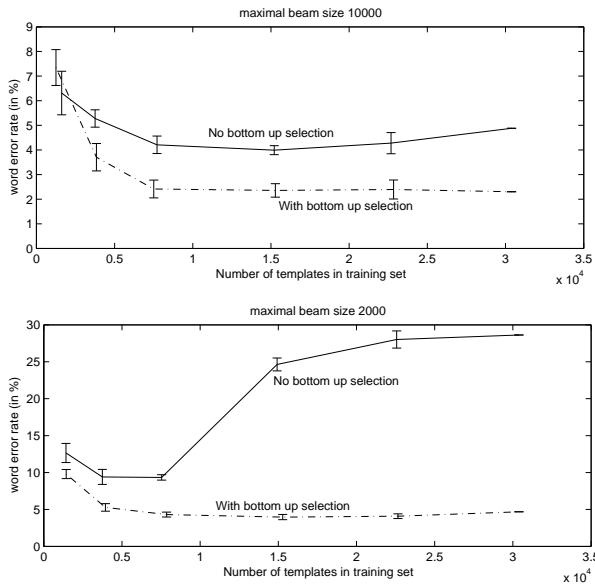 maximal beam size 10000
9
8
7
6
5
4
3
2
1
0
word error rate (in %)
No bottom up selection
With bottom up selection
0 0.5 1 1.5 2 2.5 3 3.5
Number of templates in training set
x 10^4
maximal beam size 2000
30
25
20
15
10
5
0
word error rate (in %)
No bottom up selection
With bottom up selection
0 0.5 1 1.5 2 2.5 3 3.5
Number of templates in training set
x 10^4